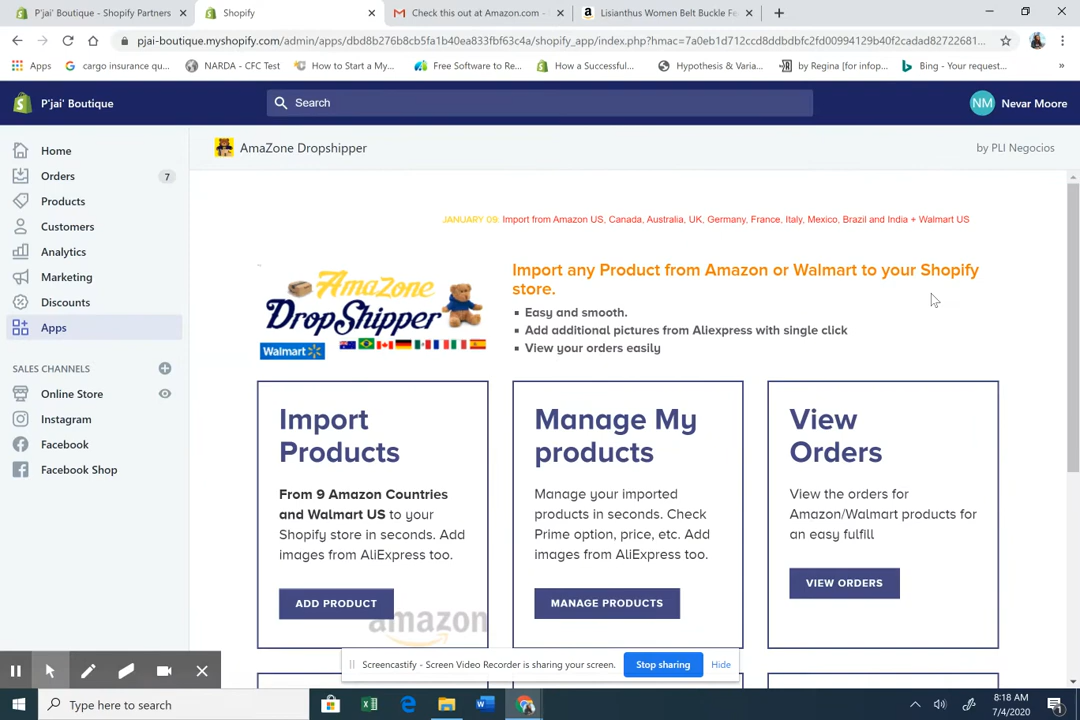 P'jai' Boutique - Shopify Partners
Shopify
Check this out at Amazon.com -
Lisianthus Women Belt Buckle Fe
pjai-boutique.myshopify.com/admin/apps/dbd8b276b8cb5fa1b40ea833fbf63c4a/shopify_app/index.php?hmac=7a0eb1d712ccd8ddbdbfc2fd00994129b40f2cadad82722681...
Apps
cargo insurance qu...
NARDA - CFC Test
How to Start a My...
Free Software to Re...
How a Successful...
Hypothesis & Varia...
by Regina [for infop...
Bing - Your request...
»
P'jai' Boutique
Search
NM
Nevar Moore
Home
Orders
7
Products
Customers
Analytics
Marketing
Discounts
Apps
SALES CHANNELS
Online Store
Instagram
Facebook
Facebook Shop
AmaZone Dropshipper
by PLI Negocios
JANUARY 09: Import from Amazon US, Canada, Australia, UK, Germany, France, Italy, Mexico, Brazil and India + Walmart US
AmaZone
DropShipper
Walmart
Import any Product from Amazon or Walmart to your Shopify
store.
Easy and smooth.
Add additional pictures from Aliexpress with single click
View your orders easily
Import
Products
From 9 Amazon Countries
and Walmart US to your
Shopify store in seconds. Add
images from AliExpress too.
ADD PRODUCT
amazon
Manage My
products
Manage your imported
products in seconds. Check
Prime option, price, etc. Add
images from AliExpress too.
MANAGE PRODUCTS
View
Orders
View the orders for
Amazon/Walmart products for
an easy fulfill
VIEW ORDERS
Screencastify - Screen Video Recorder is sharing your screen.
Stop sharing
Hide
Type here to search
8:18 AM
7/4/2020
1